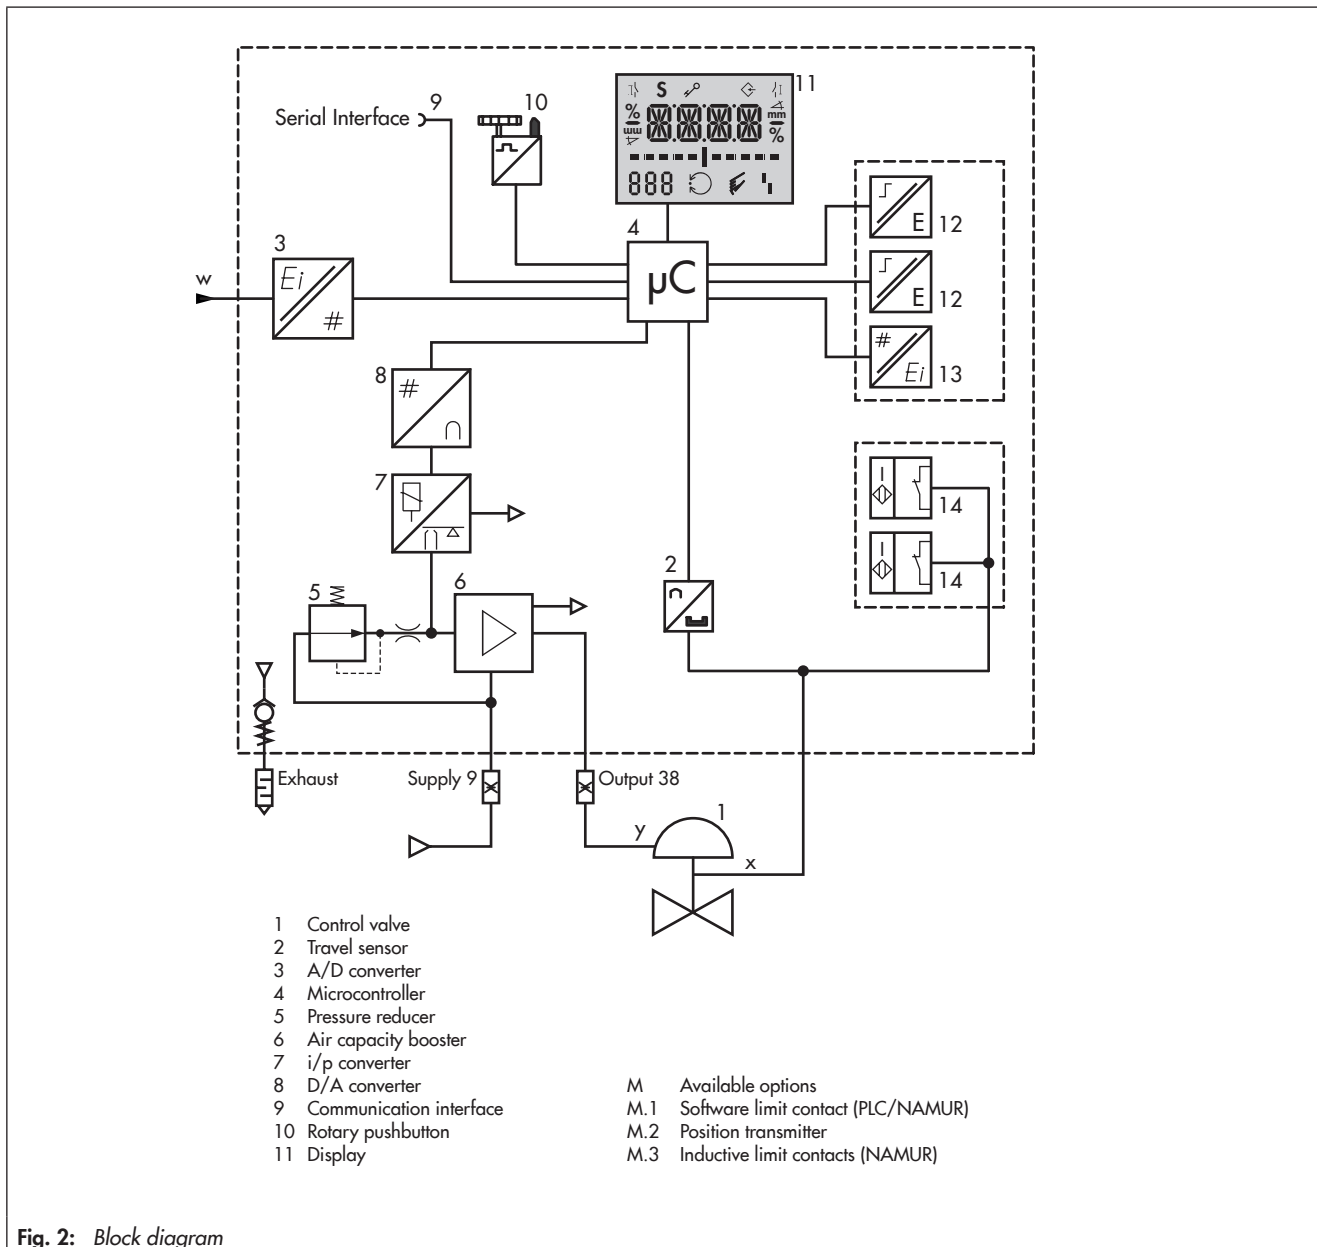 11
S
%
mm
mm
%
888
9
10
Serial Interface
4
µC
E 12
3
w
Ei
#
E 12
#
Ei 13
8
#
7
14
2
14
5
6
Exhaust
Supply 9
Output 38
1
y
x
1 Control valve
2 Travel sensor
3 A/D converter
4 Microcontroller
5 Pressure reducer
6 Air capacity booster
7 i/p converter
8 D/A converter
9 Communication interface
10 Rotary pushbutton
11 Display
M Available options
M.1 Software limit contact (PLC/NAMUR)
M.2 Position transmitter
M.3 Inductive limit contacts (NAMUR)
Fig. 2: Block diagram